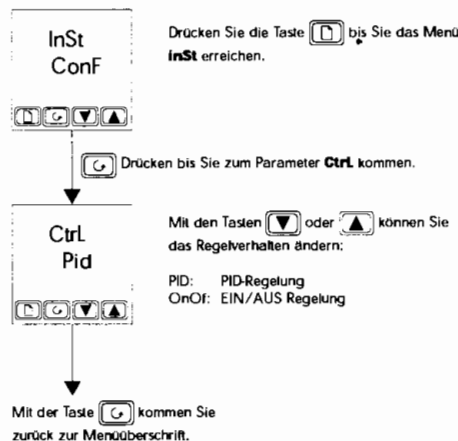 InSt
ConF
Drücken Sie die Taste bis Sie das Menü
inSt erreichen.
Drücken bis Sie zum Parameter CtrL kommen.
CtrL
Pid
Mit den Tasten oder können Sie
das Regelverhalten ändern:
PID: PID-Regelung
OnOf: EIN/AUS Regelung
Mit der Taste kommen Sie
zurück zur Menüüberschrift.